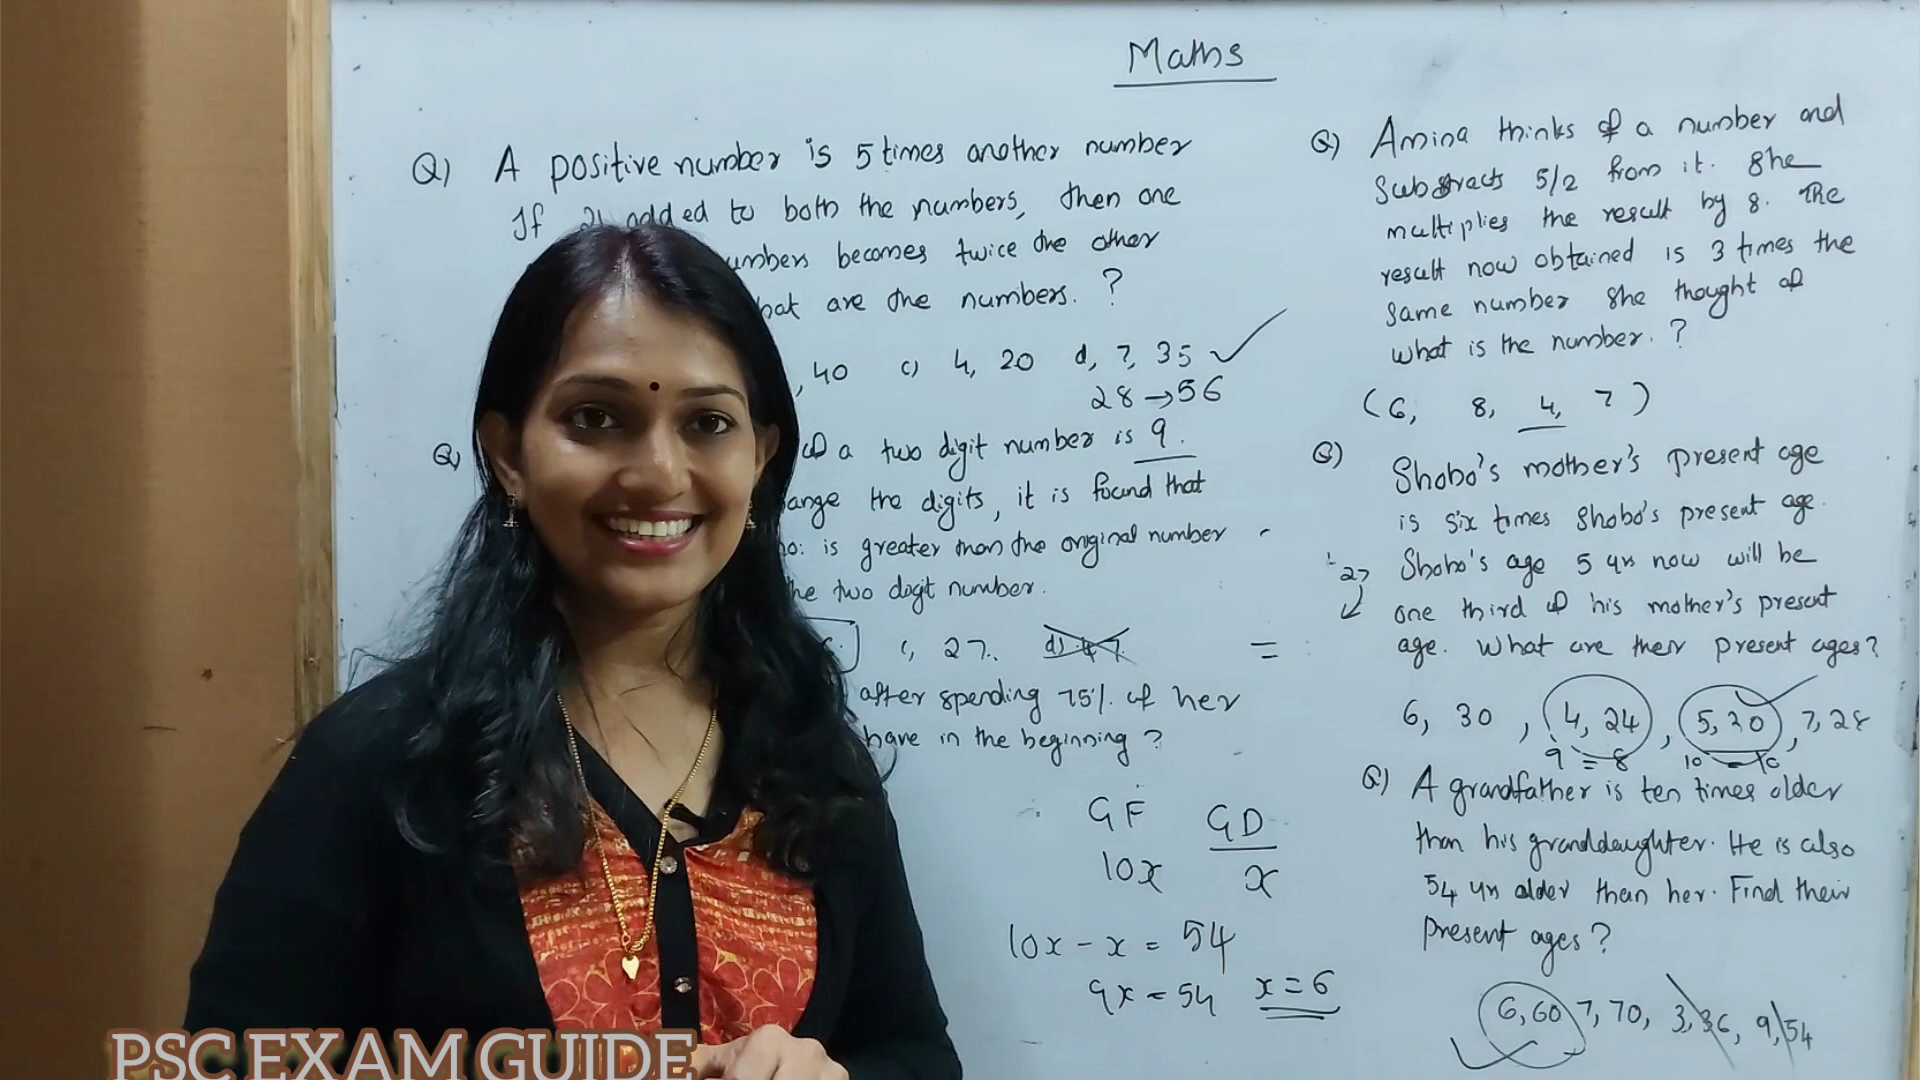 Maths
Q) A positive number is 5 times another number
If 21 added to both the numbers, then one
becomes twice the other
are the numbers. ?
, 40 c) 4, 20 d, 7, 35
28 → 56
Q) a two digit number is 9.
the digits, it is found that
no: is greater than the original number
two digit number.
c, 27.
after spending 75% of her
have in the beginning?
GF GD
10x x
10x - x = 54
9x = 54 x = 6
Q) Amina thinks of a number and
Substracts 5/2 from it. She
multiplies the result by 8. The
result now obtained is 3 times the
same number she thought of
What is the number. ?
(6, 8, 4, 7)
Q) Shobo's mother's present age
is six times Shobo's present age.
27 Shobo's age 5 yrs now will be
one third of his mother's present
age. What are their present ages?
6, 30, 4, 24, 5, 30, 7, 28
9 = 8 10 = 10
Q) A grandfather is ten times older
than his granddaughter. He is also
54 yrs older than her. Find their
Present ages?
6, 60 7, 70, 3, 36, 9, 54
PSC EXAM GUIDE